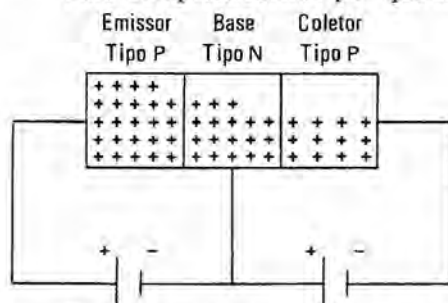 Emissor Base Coletor
Tipo P Tipo N Tipo P
+ − + −